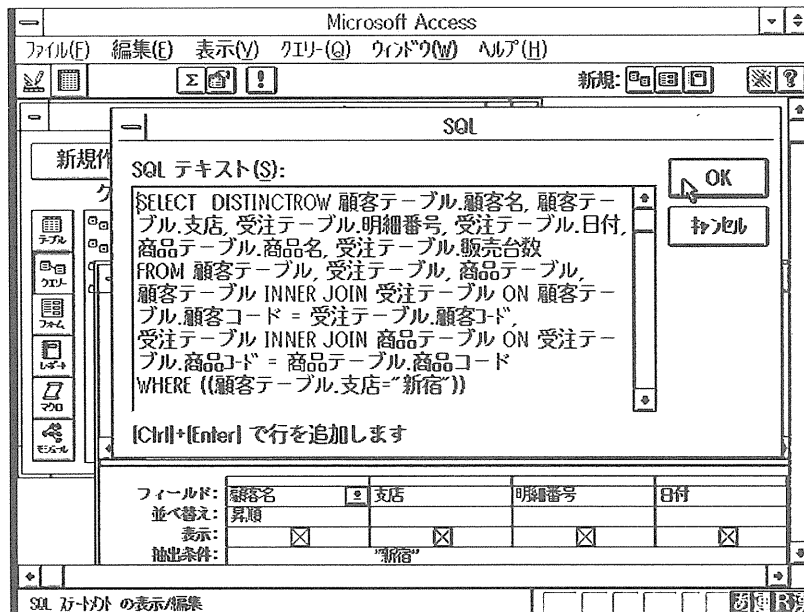 Microsoft Access
ファイル(F) 編集(E) 表示(V) クエリー(Q) ウィンドウ(W) ヘルプ(H)
Σ ! 新規: ?
SQL
新規作
SQL テキスト(S):
OK
キャンセル
SELECT DISTINCTROW 顧客テーブル.顧客名, 顧客テー
ブル.支店, 受注テーブル.明細番号, 受注テーブル.日付,
商品テーブル.商品名, 受注テーブル.販売台数
FROM 顧客テーブル, 受注テーブル, 商品テーブル,
顧客テーブル INNER JOIN 受注テーブル ON 顧客テー
ブル.顧客コード = 受注テーブル.顧客コード,
受注テーブル INNER JOIN 商品テーブル ON 受注テー
ブル.商品コード = 商品テーブル.商品コード
WHERE ((顧客テーブル.支店="新宿"))
[Ctrl]+[Enter] で行を追加します
ク
テーブル
クエリー
フォーム
レポート
マクロ
モジュール
フィールド: 顧客名 支店 明細番号 日付
並べ替え: 昇順
表示:
抽出条件: "新宿"
SQL ステートメント の表示/編集
あ 連 R 漢